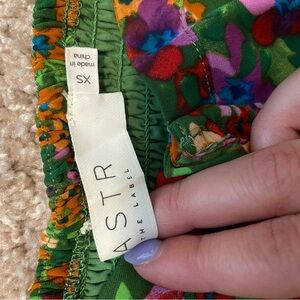 ASTR
THE LABEL
XS
made in
china